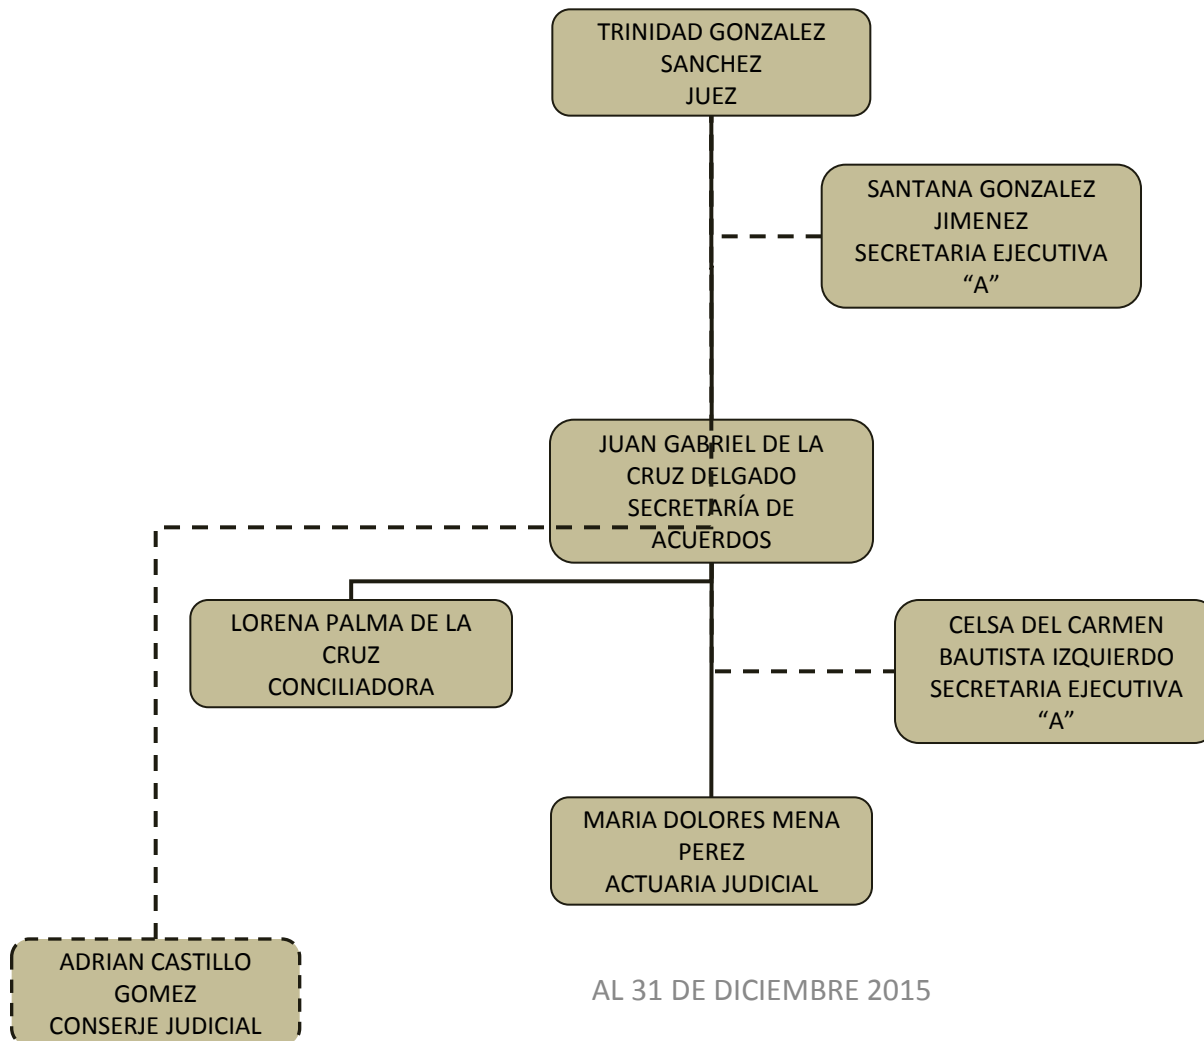 TRINIDAD GONZALEZ
SANCHEZ
JUEZ
SANTANA GONZALEZ
JIMENEZ
SECRETARIA EJECUTIVA
“A”
JUAN GABRIEL DE LA
CRUZ DELGADO
SECRETARÍA DE
ACUERDOS
LORENA PALMA DE LA
CRUZ
CONCILIADORA
CELSA DEL CARMEN
BAUTISTA IZQUIERDO
SECRETARIA EJECUTIVA
“A”
MARIA DOLORES MENA
PEREZ
ACTUARIA JUDICIAL
ADRIAN CASTILLO
GOMEZ
CONSERJE JUDICIAL
AL 31 DE DICIEMBRE 2015